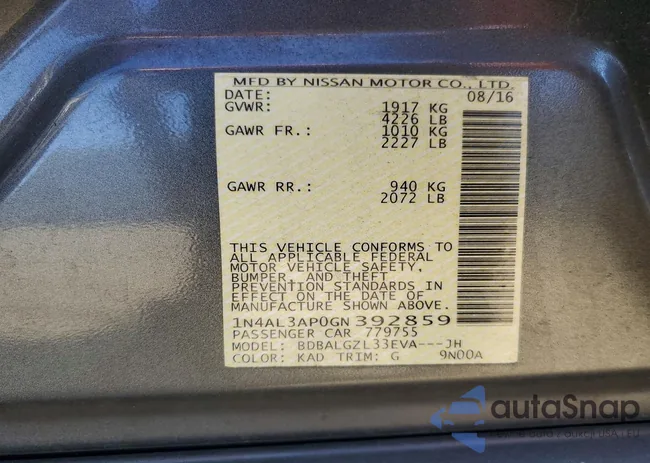 MFD BY NISSAN MOTOR CO., LTD.
DATE: 08/16
GVWR: 1917 KG
4226 LB
GAWR FR.: 1010 KG
2227 LB
GAWR RR.: 940 KG
2072 LB
THIS VEHICLE CONFORMS TO
ALL APPLICABLE FEDERAL
MOTOR VEHICLE SAFETY,
BUMPER, AND THEFT
PREVENTION STANDARDS IN
EFFECT ON THE DATE OF
MANUFACTURE SHOWN ABOVE.
1N4AL3AP0GN392859
PASSENGER CAR 779755
MODEL: BDBALGZL33EVA---JH
COLOR: KAD TRIM: G 9N00A
autaSnap